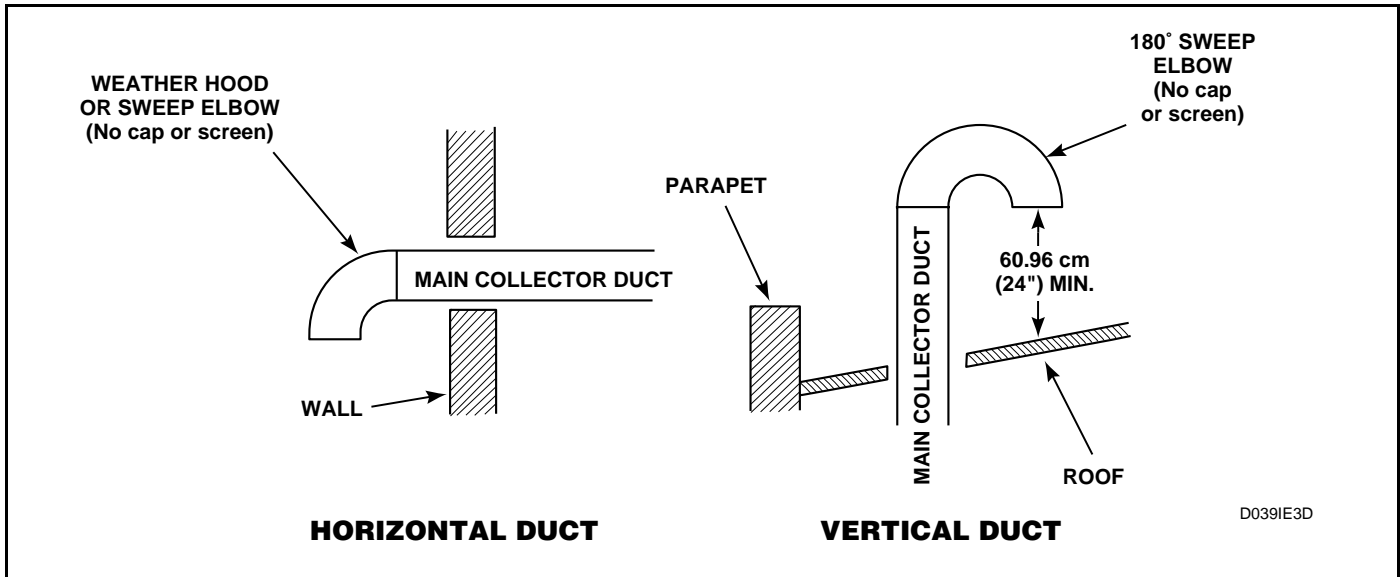 WEATHER HOOD
OR SWEEP ELBOW
(No cap or screen)
MAIN COLLECTOR DUCT
WALL
HORIZONTAL DUCT
180˚ SWEEP
ELBOW
(No cap
or screen)
PARAPET
MAIN COLLECTOR DUCT
60.96 cm
(24") MIN.
ROOF
VERTICAL DUCT
D039IE3D